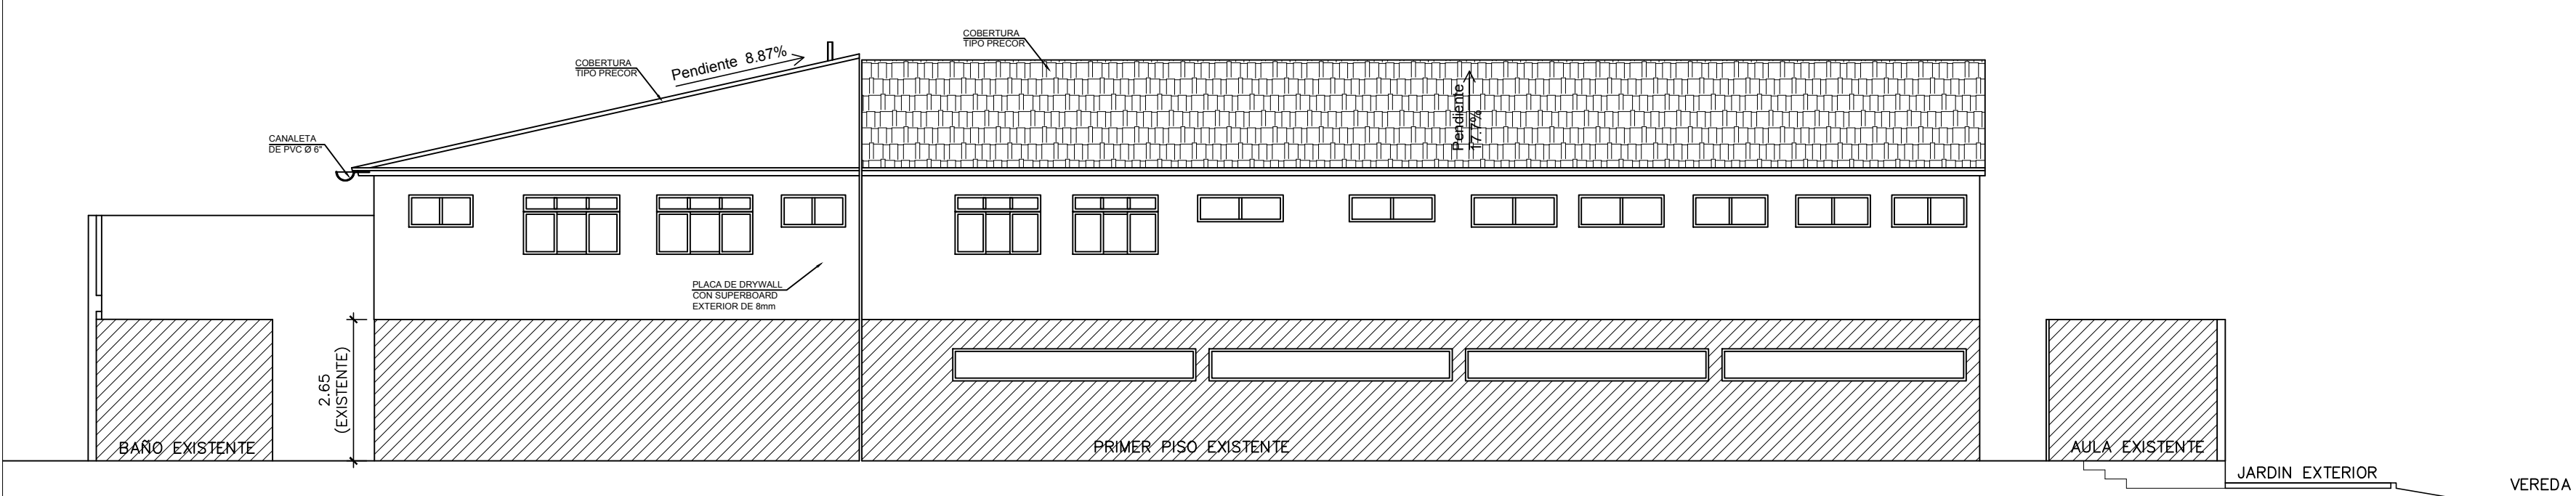 COBERTURA
TIPO PRECOR
Pendiente 8.87%
COBERTURA
TIPO PRECOR
Pendiente
17.7%
CANALETA
DE PVC Ø 6"
PLACA DE DRYWALL
CON SUPERBOARD
EXTERIOR DE 8mm
2.65
(EXISTENTE)
BAÑO EXISTENTE
PRIMER PISO EXISTENTE
AULA EXISTENTE
JARDIN EXTERIOR
VEREDA